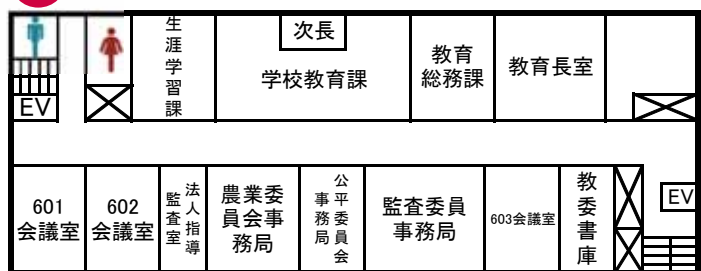 生涯学習課
次長
学校教育課
教育
総務課
教育長室
EV
601
会議室
602
会議室
法人指導
監査室
農業委
員会事
務局
公平委員会
事務局
監査委員
事務局
603会議室
教委書庫
EV